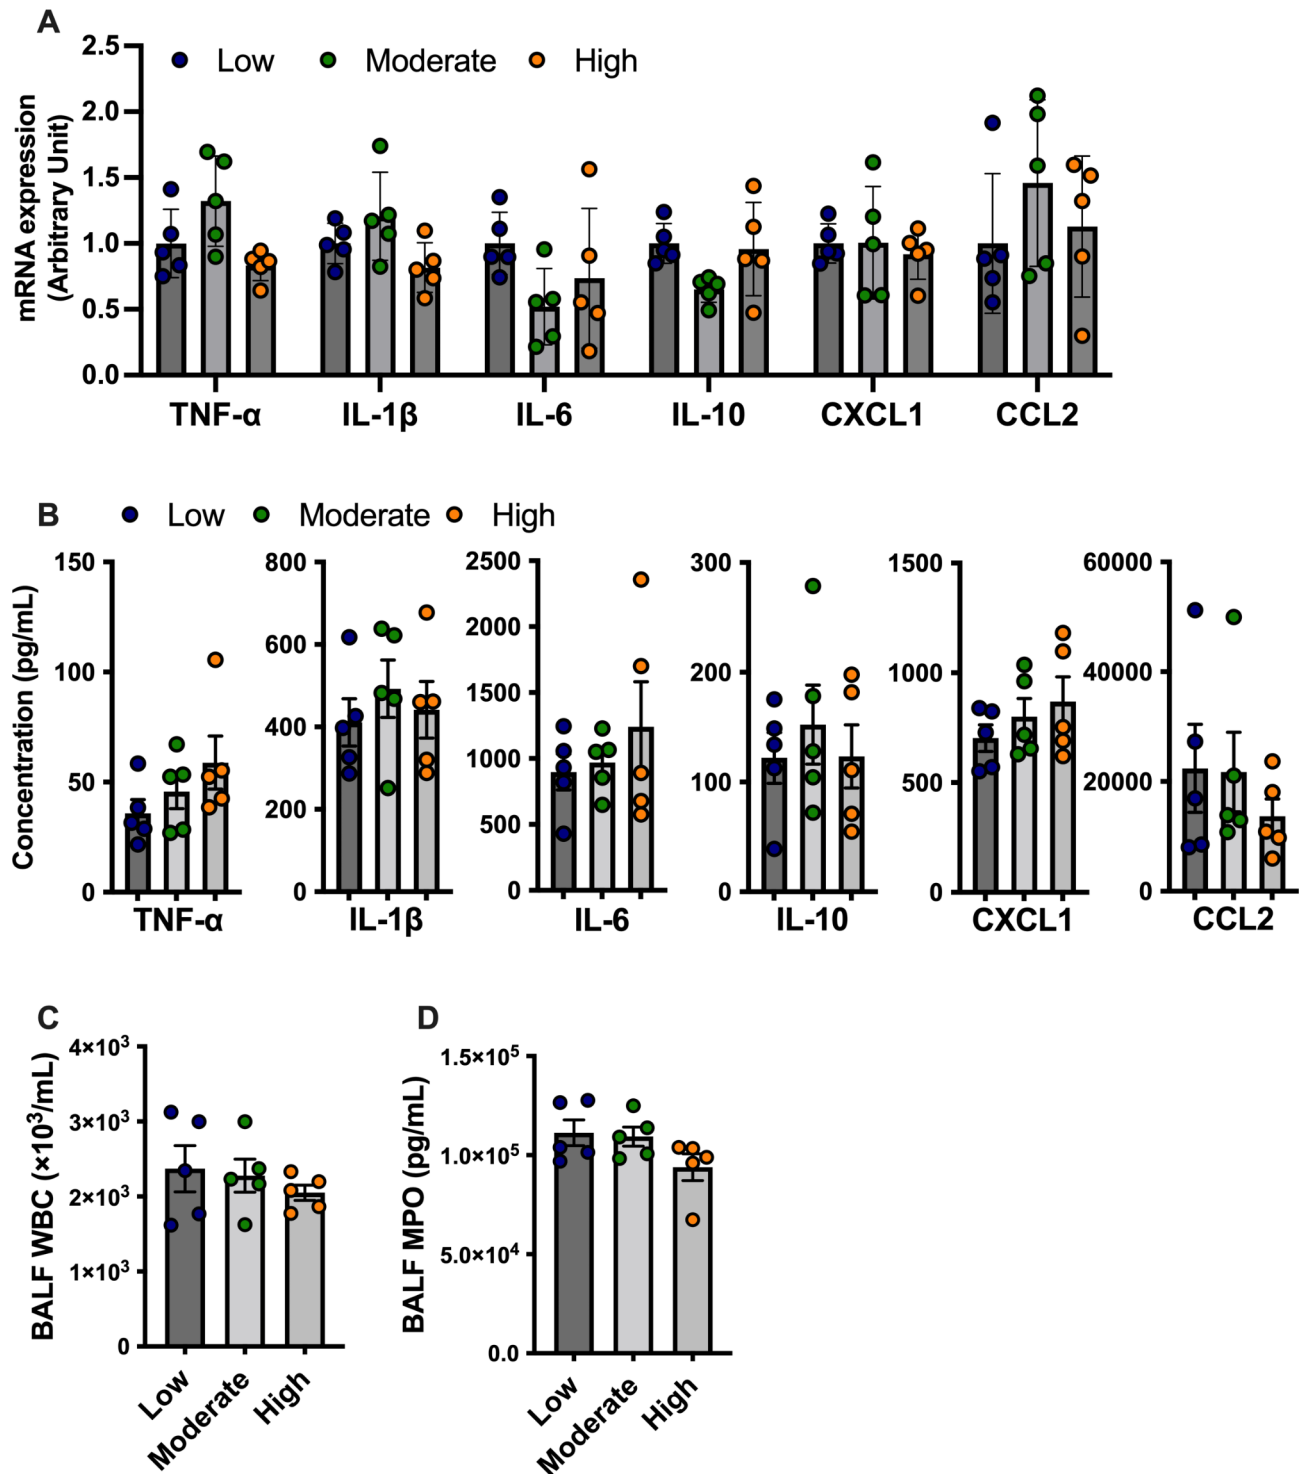 A
Low Moderate High
mRNA expression
(Arbitrary Unit)
2.5
2.0
1.5
1.0
0.5
0.0
TNF-α IL-1β IL-6 IL-10 CXCL1 CCL2
B
Low Moderate High
Concentration (pg/mL)
150
100
50
0
TNF-α
800
600
400
200
0
IL-1β
2500
2000
1500
1000
500
0
IL-6
300
200
100
0
IL-10
1500
1000
500
0
CXCL1
60000
40000
20000
0
CCL2
C
BALF WBC (×10³/mL)
4×10³
3×10³
2×10³
1×10³
0
Low Moderate High
D
BALF MPO (pg/mL)
1.5×10⁵
1.0×10⁵
5.0×10⁴
0.0
Low Moderate High